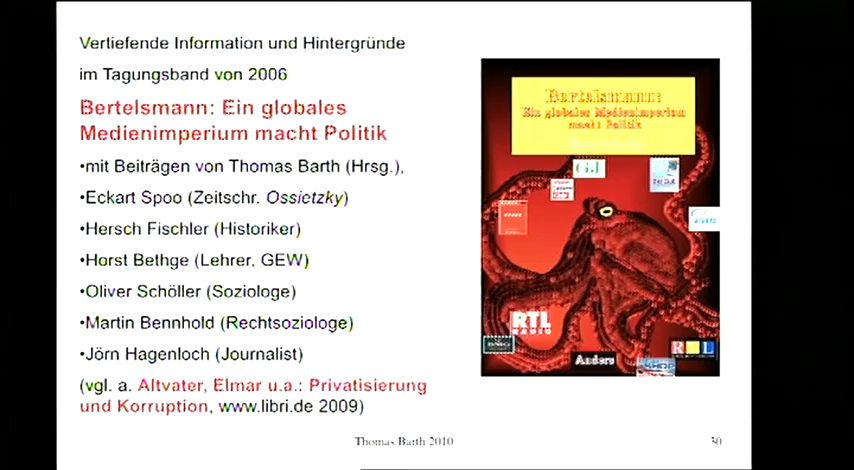 Vertiefende Information und Hintergründe
im Tagungsband von 2006
Bertelsmann: Ein globales
Medienimperium macht Politik
•mit Beiträgen von Thomas Barth (Hrsg.),
•Eckart Spoo (Zeitschr. Ossietzky)
•Hersch Fischler (Historiker)
•Horst Bethge (Lehrer, GEW)
•Oliver Schöller (Soziologe)
•Martin Bennhold (Rechtssoziologe)
•Jörn Hagenloch (Journalist)
(vgl. a. Altvater, Elmar u.a.: Privatisierung
und Korruption, www.libri.de 2009)
Bertelsmann:
Ein globales Medienimperium
macht Politik
G+J
RTL
RADIO
BMG
Anders
RTL
Thomas Barth 2010
30